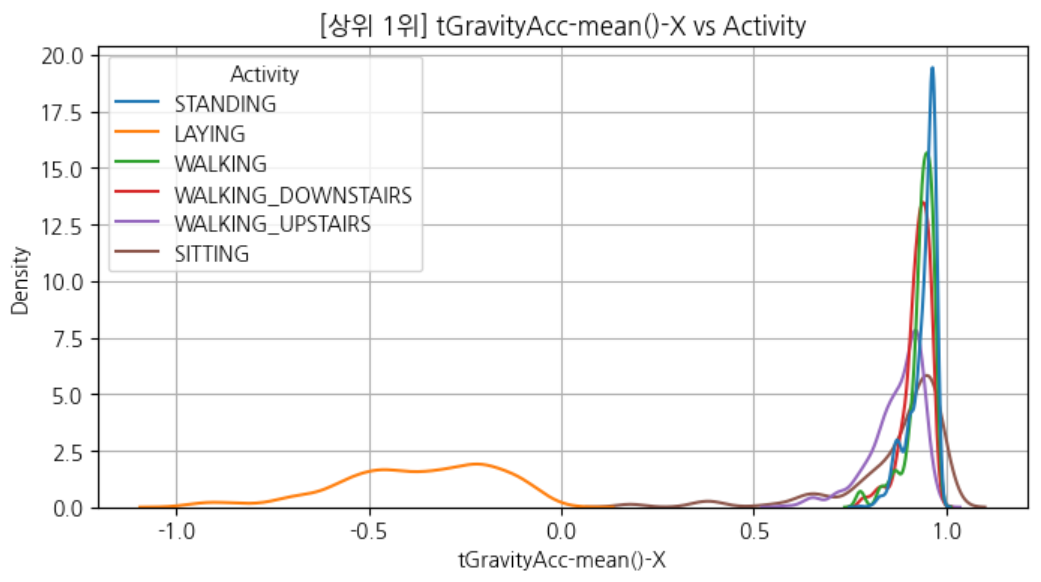 [상위 1위] tGravityAcc-mean()-X vs Activity
Activity
STANDING
LAYING
WALKING
WALKING_DOWNSTAIRS
WALKING_UPSTAIRS
SITTING
Density
20.0
17.5
15.0
12.5
10.0
7.5
5.0
2.5
0.0
-1.0
-0.5
0.0
0.5
1.0
tGravityAcc-mean()-X